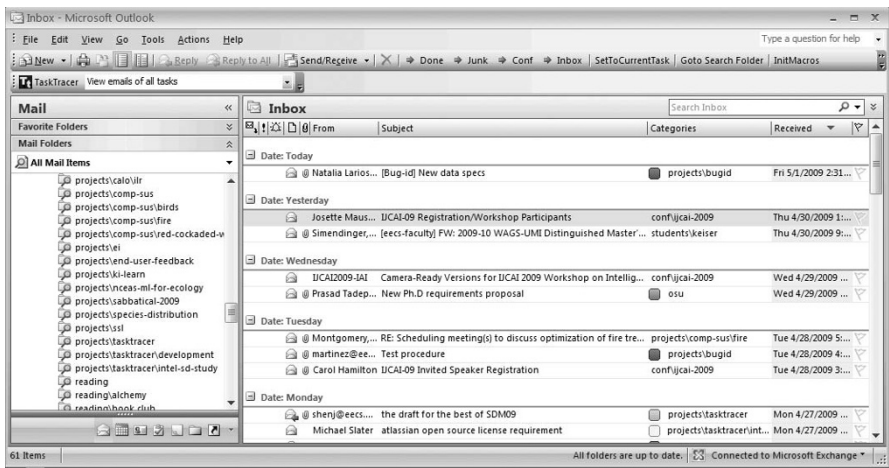 Inbox - Microsoft Outlook
File Edit View Go Tools Actions Help Type a question for help
New Reply Reply to All Send/Receive Done Junk Conf Inbox SetToCurrentTask Goto Search Folder InitMacros
TaskTracer View emails of all tasks
Mail
Favorite Folders
Mail Folders
All Mail Items
projects\calo\ilr
projects\comp-sus
projects\comp-sus\birds
projects\comp-sus\fire
projects\comp-sus\red-cockaded-w
projects\ei
projects\end-user-feedback
projects\ki-learn
projects\nceas-ml-for-ecology
projects\sabbatical-2009
projects\species-distribution
projects\ssl
projects\tasktracer
projects\tasktracer\development
projects\tasktracer\intel-sd-study
reading
reading\alchemy
reading\book club
Inbox Search Inbox
From Subject Categories Received
Date: Today
Natalia Larios... [Bug-id] New data specs projects\bugid Fri 5/1/2009 2:31...
Date: Yesterday
Josette Maus... IJCAI-09 Registration/Workshop Participants conf\ijcai-2009 Thu 4/30/2009 1:...
Simendinger,... [eecs-faculty] FW: 2009-10 WAGS-UMI Distinguished Master'... students\keiser Thu 4/30/2009 9:...
Date: Wednesday
IJCAI2009-IAI Camera-Ready Versions for IJCAI 2009 Workshop on Intellig... conf\ijcai-2009 Wed 4/29/2009 ...
Prasad Tadep... New Ph.D requirements proposal osu Wed 4/29/2009 ...
Date: Tuesday
Montgomery,... RE: Scheduling meeting(s) to discuss optimization of fire tre... projects\comp-sus\fire Tue 4/28/2009 5:...
martinez@ee... Test procedure projects\bugid Tue 4/28/2009 4:...
Carol Hamilton IJCAI-09 Invited Speaker Registration conf\ijcai-2009 Tue 4/28/2009 3:...
Date: Monday
shenj@eecs.... the draft for the best of SDM09 projects\tasktracer Mon 4/27/2009 ...
Michael Slater atlassian open source license requirement projects\tasktracer\int... Mon 4/27/2009 ...
61 Items All folders are up to date. Connected to Microsoft Exchange